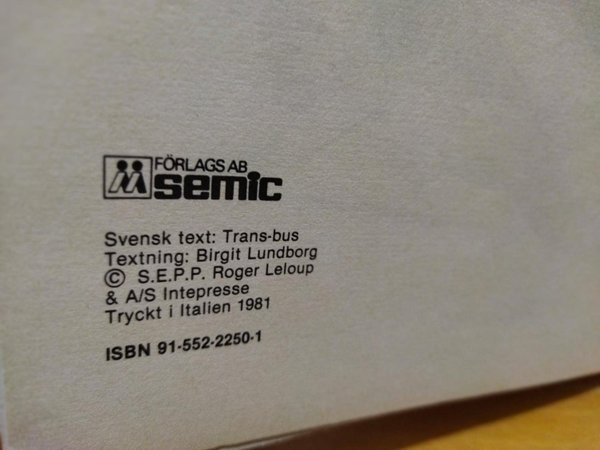 FÖRLAGS AB
semic
Svensk text: Trans-bus
Textning: Birgit Lundborg
© S.E.P.P. Roger Leloup
& A/S Intepresse
Tryckt i Italien 1981
ISBN 91-552-2250-1